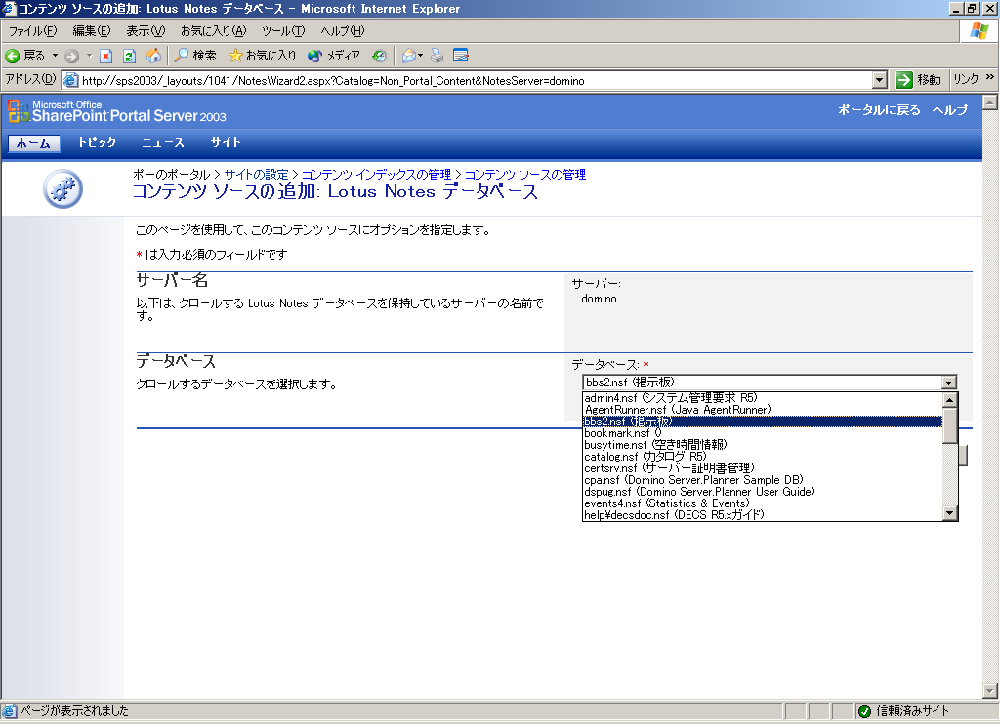 コンテンツ ソースの追加: Lotus Notes データベース - Microsoft Internet Explorer
ファイル(F) 編集(E) 表示(V) お気に入り(A) ツール(T) ヘルプ(H)
戻る 検索 お気に入り メディア
アドレス(D) http://sps2003/_layouts/1041/NotesWizard2.aspx?Catalog=Non_Portal_Content&NotesServer=domino 移動 リンク »
Microsoft Office
SharePoint Portal Server 2003
ポータルに戻る ヘルプ
ホーム トピック ニュース サイト
ボーのポータル > サイトの設定 > コンテンツ インデックスの管理 > コンテンツ ソースの管理
コンテンツ ソースの追加: Lotus Notes データベース
このページを使用して、このコンテンツ ソースにオプションを指定します。
* は入力必須のフィールドです
サーバー名
以下は、クロールする Lotus Notes データベースを保持しているサーバーの名前で
す。
サーバー:
domino
データベース
クロールするデータベースを選択します。
データベース: *
bbs2.nsf (掲示板)
admin4.nsf (システム管理要求 R5)
AgentRunner.nsf (Java AgentRunner)
bbs2.nsf (掲示板)
bookmark.nsf ()
busytime.nsf (空き時間情報)
catalog.nsf (カタログ R5)
certsrv.nsf (サーバー証明書管理)
cpa.nsf (Domino Server.Planner Sample DB)
dspug.nsf (Domino Server.Planner User Guide)
events4.nsf (Statistics & Events)
help¥decsdoc.nsf (DECS R5.xガイド)
ページが表示されました
信頼済みサイト